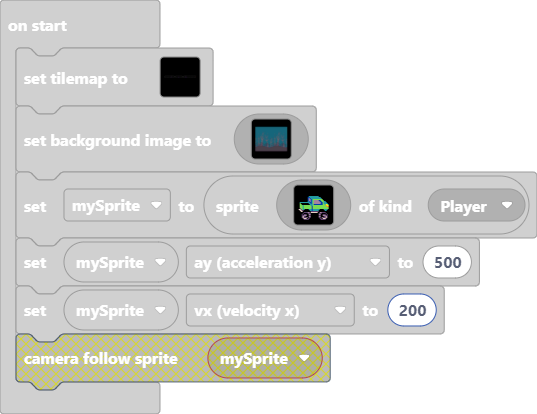 on start
set tilemap to
set background image to
set mySprite to sprite of kind Player
set mySprite ay (acceleration y) to 500
set mySprite vx (velocity x) to 200
camera follow sprite mySprite